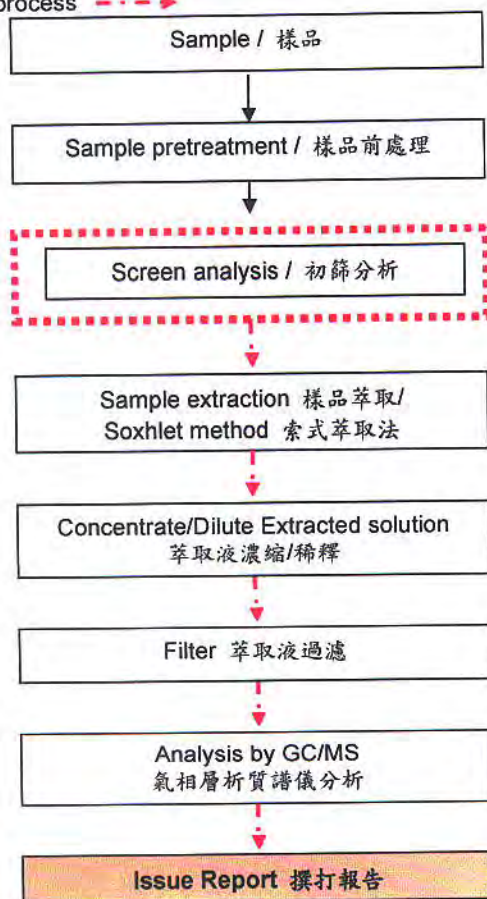 process
Sample / 樣品
Sample pretreatment / 樣品前處理
Screen analysis / 初篩分析
Sample extraction 樣品萃取/
Soxhlet method 索式萃取法
Concentrate/Dilute Extracted solution
萃取液濃縮/稀釋
Filter 萃取液過濾
Analysis by GC/MS
氣相層析質譜儀分析
Issue Report 撰打報告